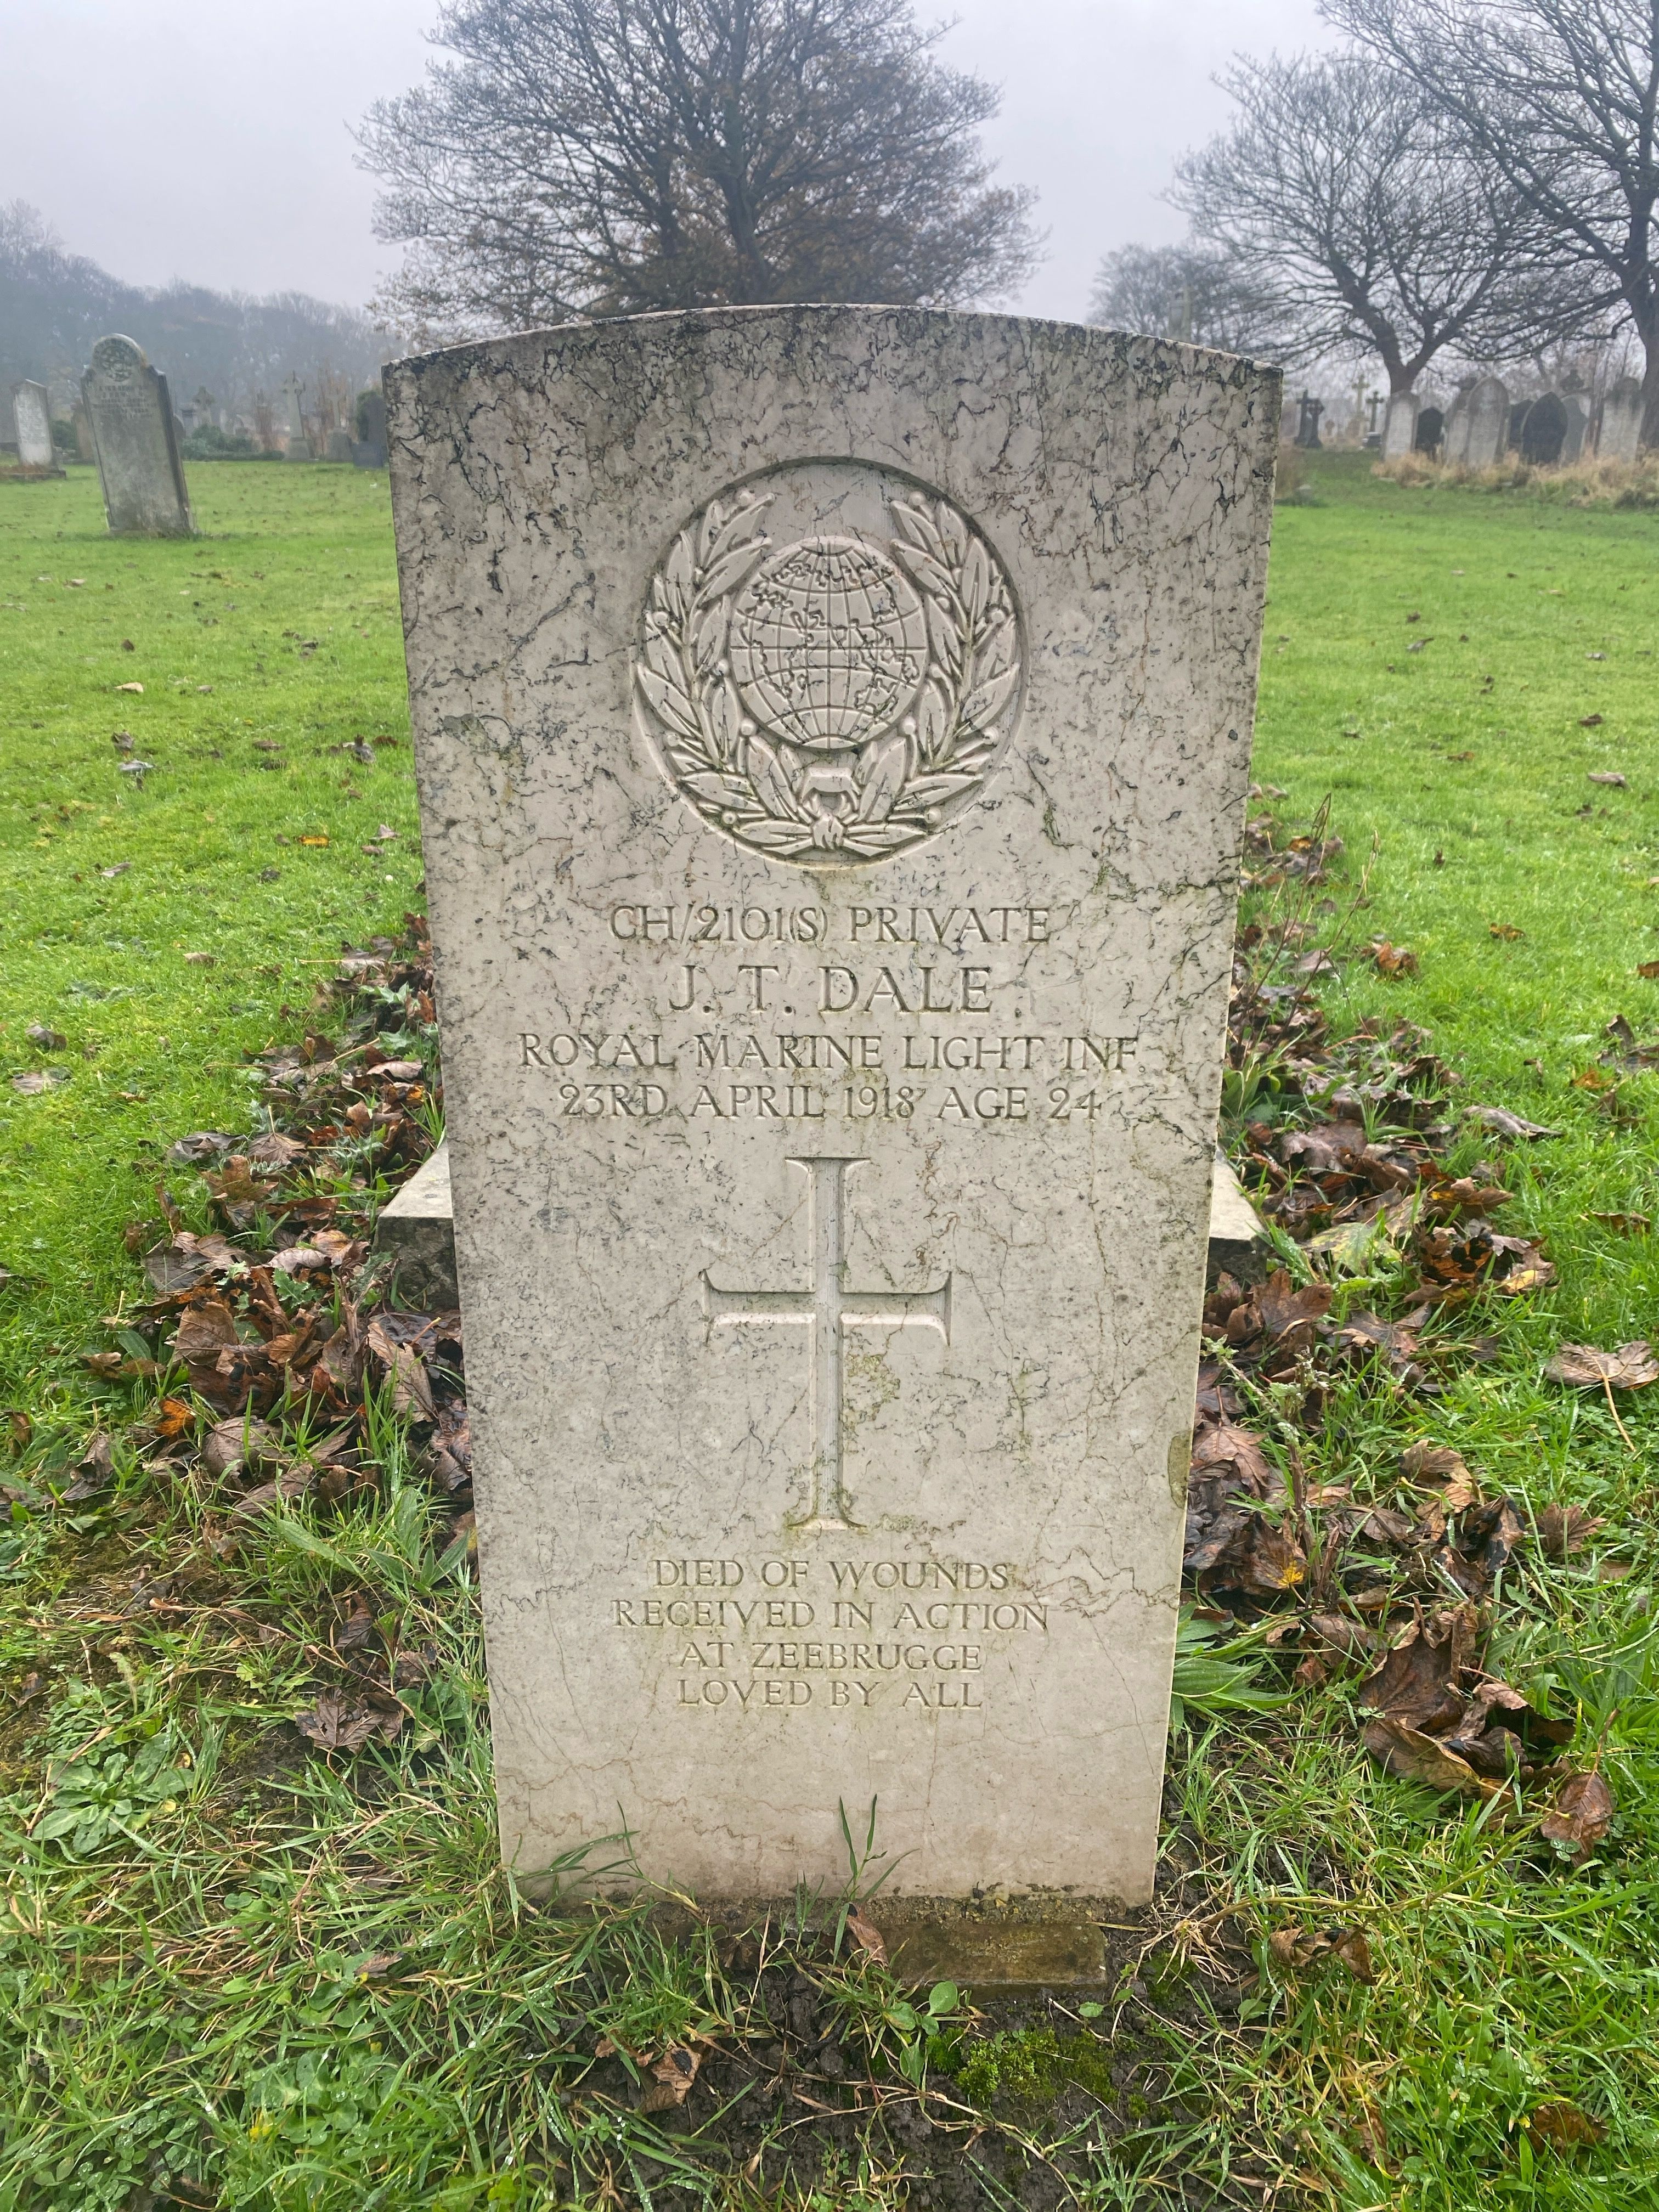 CH/2101(S) PRIVATE
J. T. DALE
ROYAL MARINE LIGHT INF.
23RD APRIL 1918 AGE 24
DIED OF WOUNDS
RECEIVED IN ACTION
AT ZEEBRUGGE
LOVED BY ALL